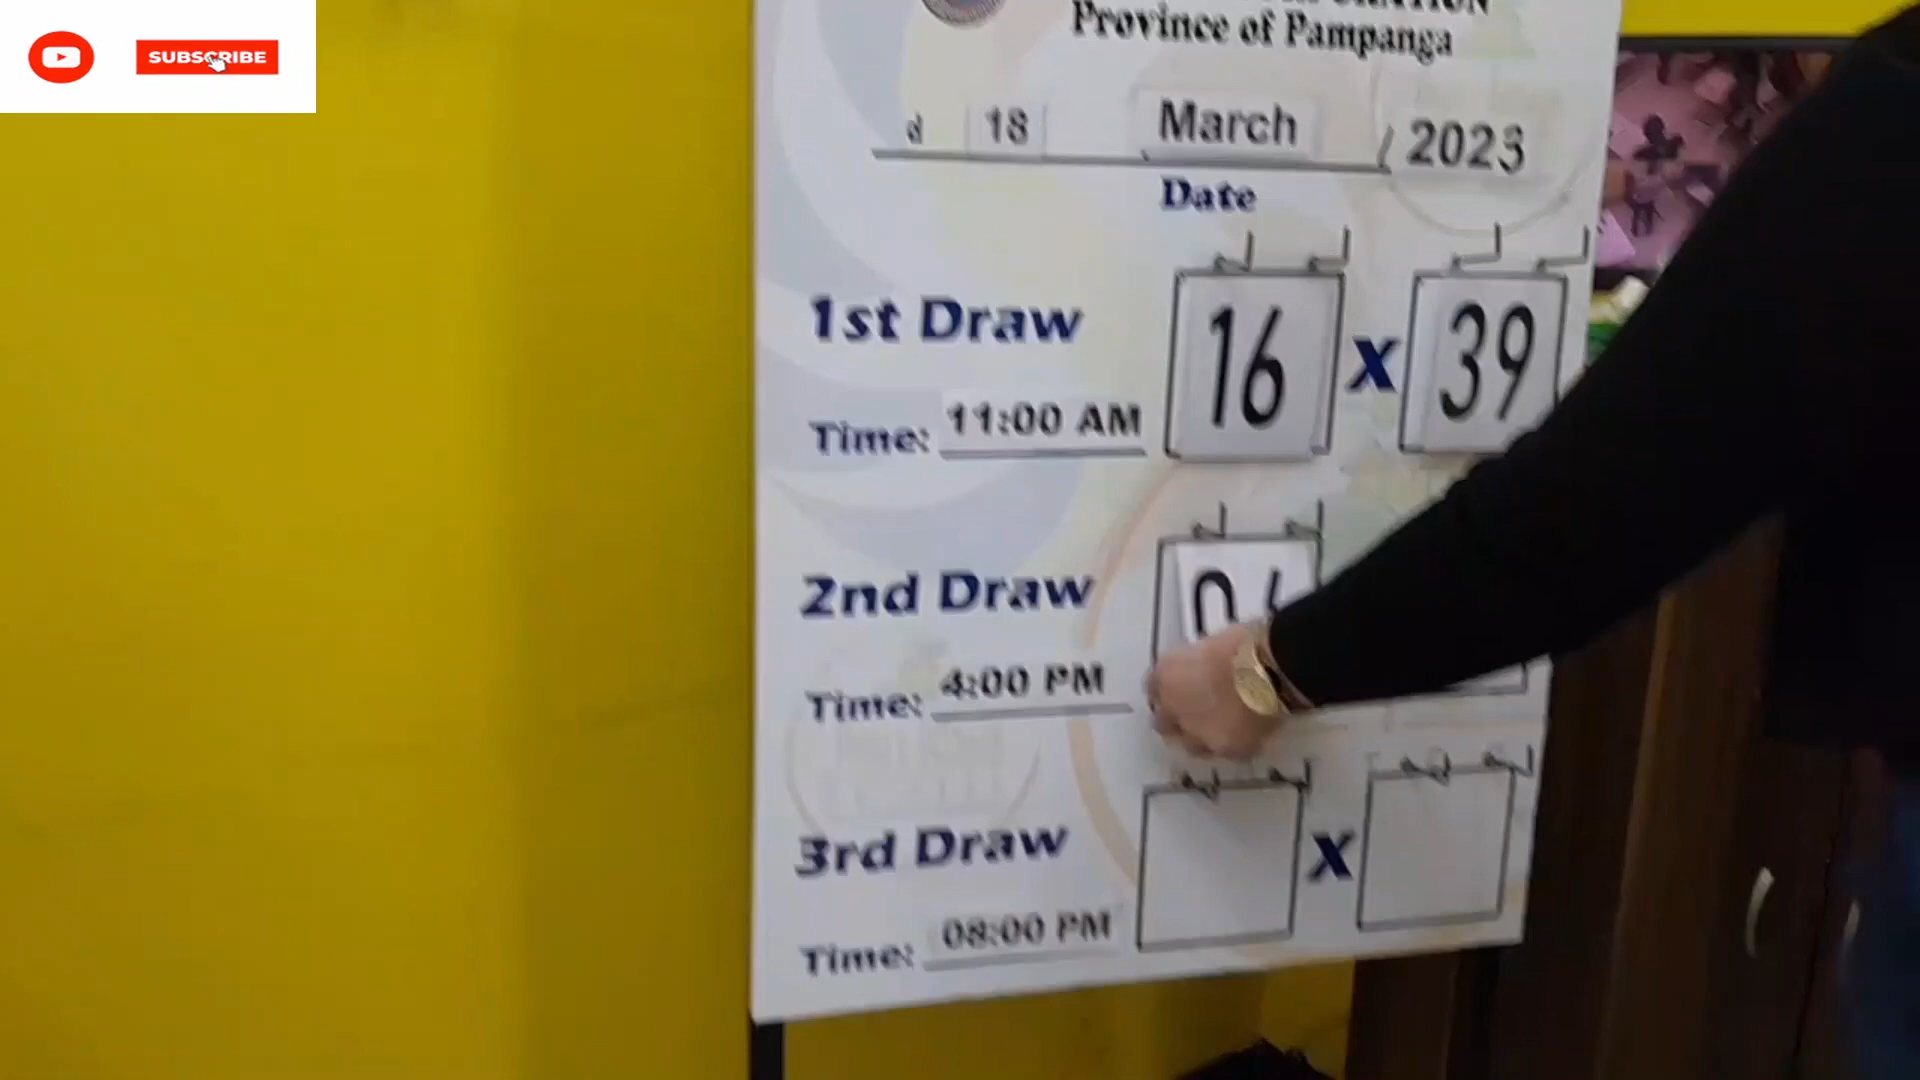 SUBSCRIBE
Province of Pampanga
d 18 March / 2023
Date
1st Draw
16 X 39
Time: 11:00 AM
2nd Draw
Time: 4:00 PM
3rd Draw
X
Time: 08:00 PM